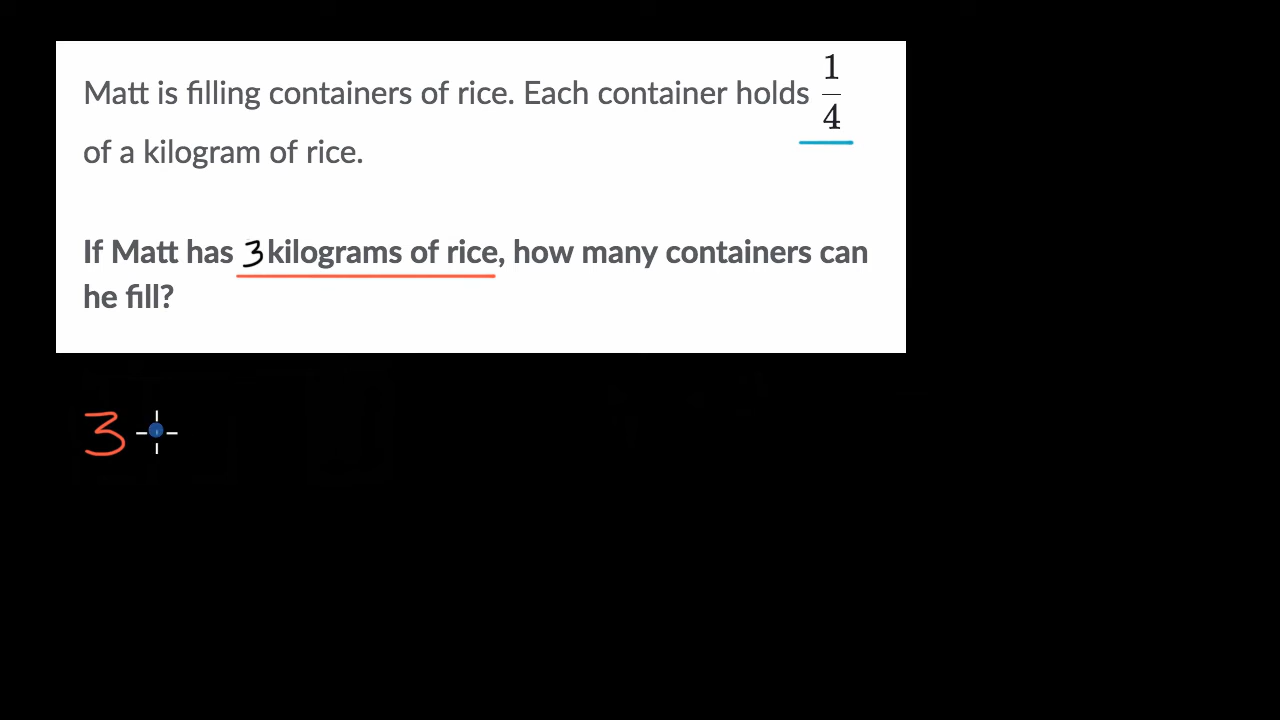 Matt is filling containers of rice. Each container holds 1/4
of a kilogram of rice.
If Matt has 3 kilograms of rice, how many containers can
he fill?
3